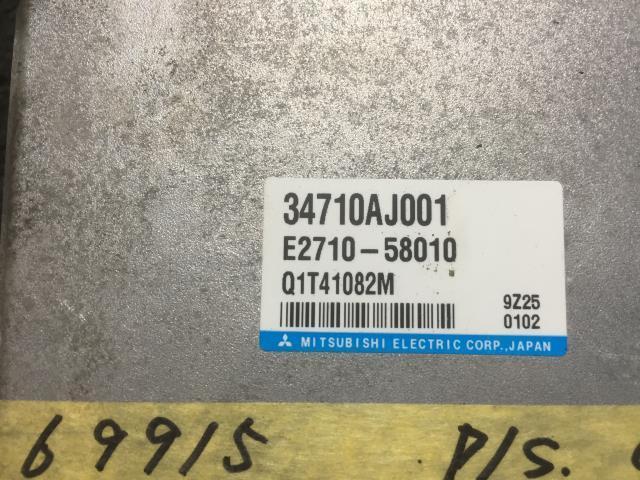 34710AJ001
E2710-58010
Q1T41082M
9Z25
0102
MITSUBISHI ELECTRIC CORP., JAPAN
69915 P/S.